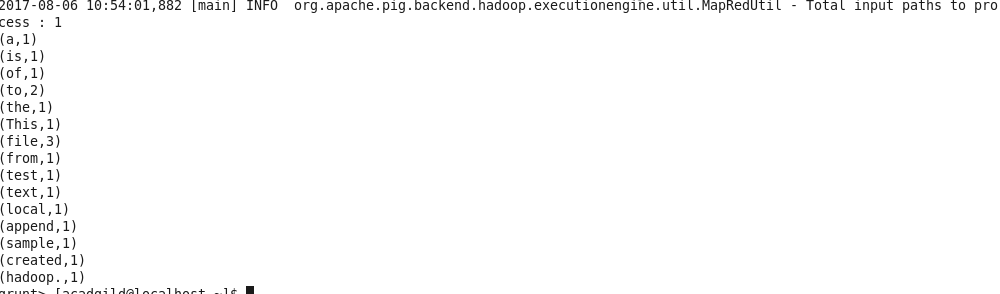 2017-08-06 10:54:01,882 [main] INFO  org.apache.pig.backend.hadoop.executionengine.util.MapRedUtil - Total input paths to pro
cess : 1
(a,1)
(is,1)
(of,1)
(to,2)
(the,1)
(This,1)
(file,3)
(from,1)
(test,1)
(text,1)
(local,1)
(append,1)
(sample,1)
(created,1)
(hadoop.,1)
grunt> [acadgild@localhost ~]$